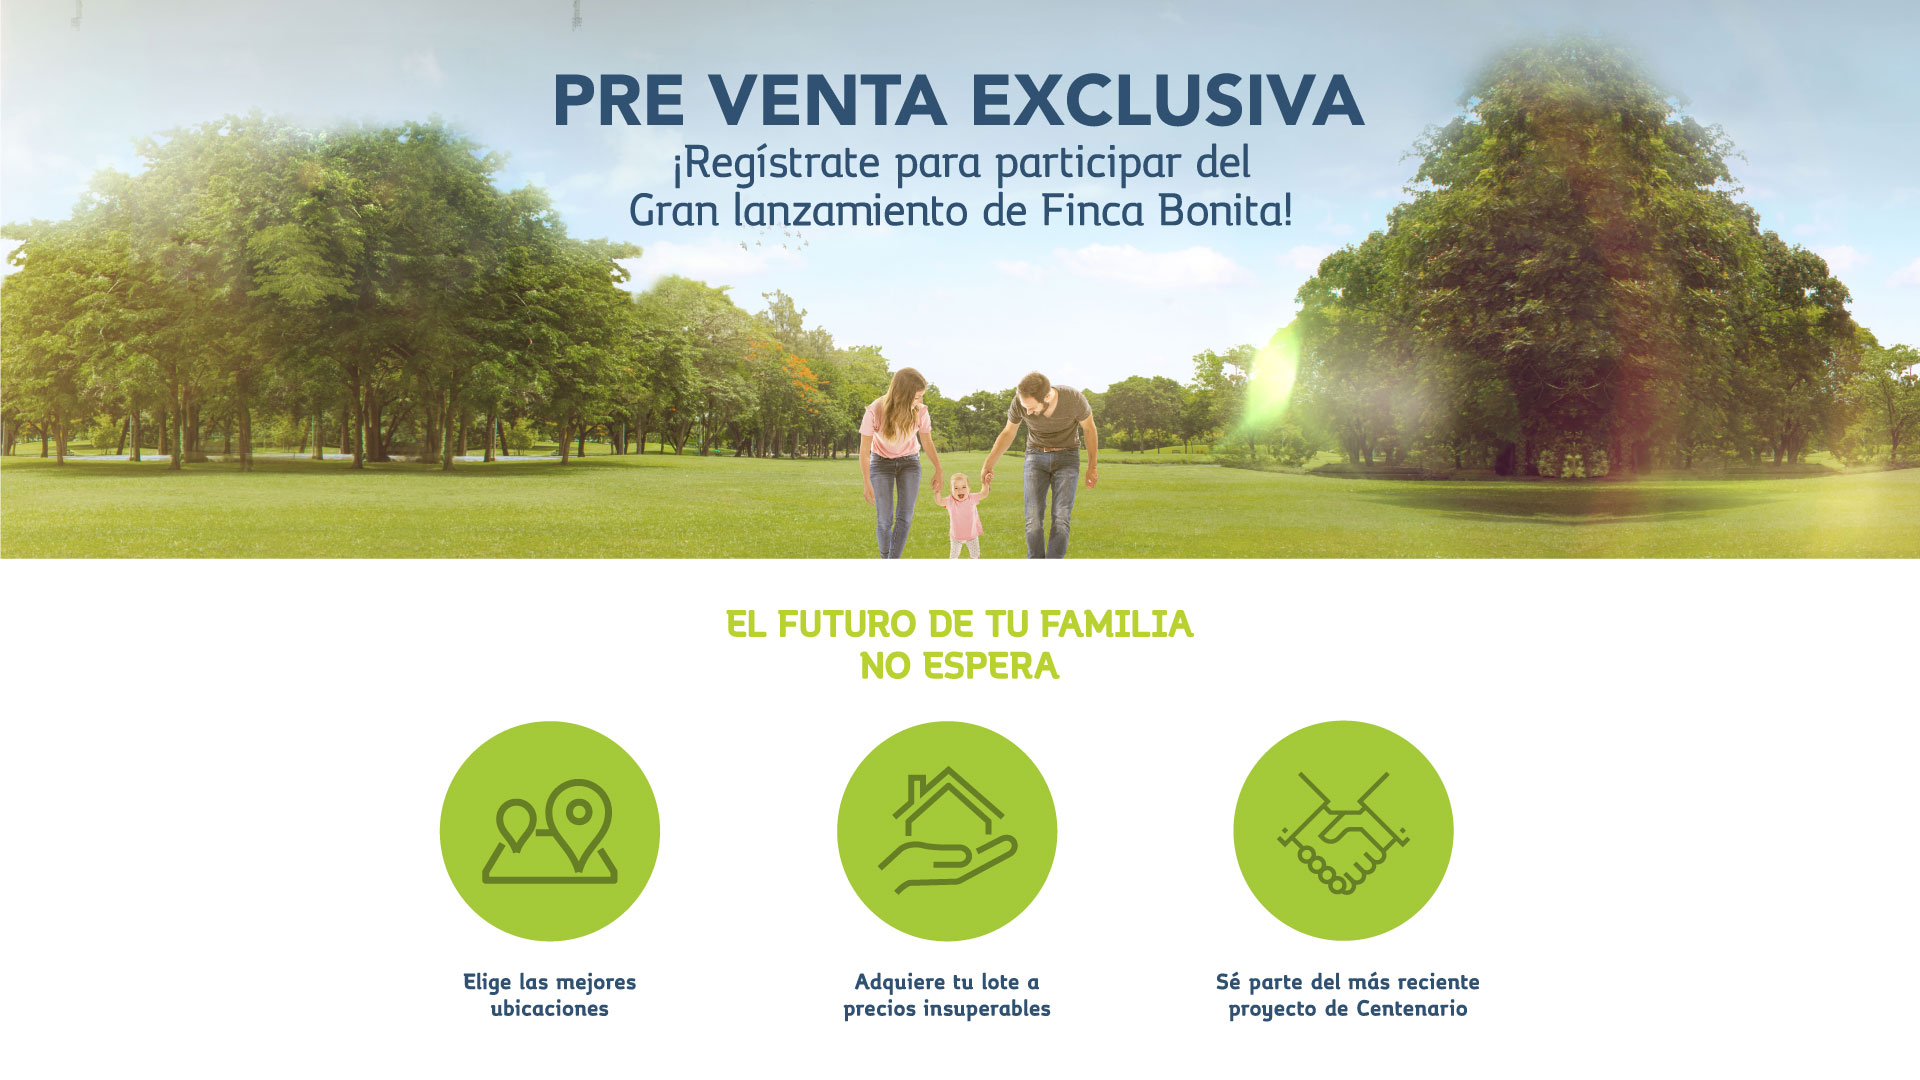 PRE VENTA EXCLUSIVA
¡Regístrate para participar del
Gran lanzamiento de Finca Bonita!
EL FUTURO DE TU FAMILIA
NO ESPERA
Elige las mejores
ubicaciones
Adquiere tu lote a
precios insuperables
Sé parte del más reciente
proyecto de Centenario